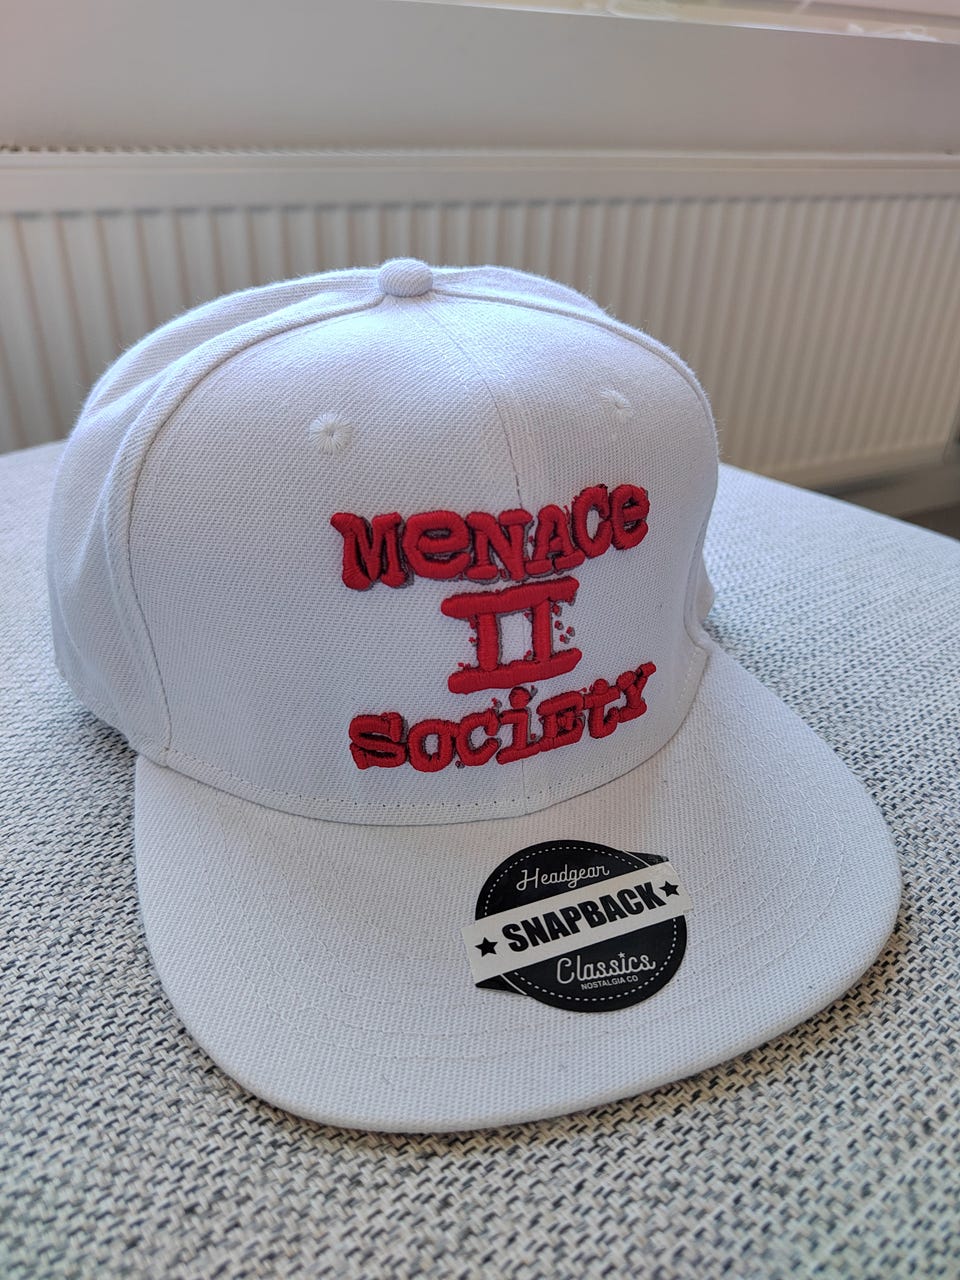 MeNAce
II
SociEtY
Headgear
★ SNAPBACK ★
Classics
NOSTALGIA CO